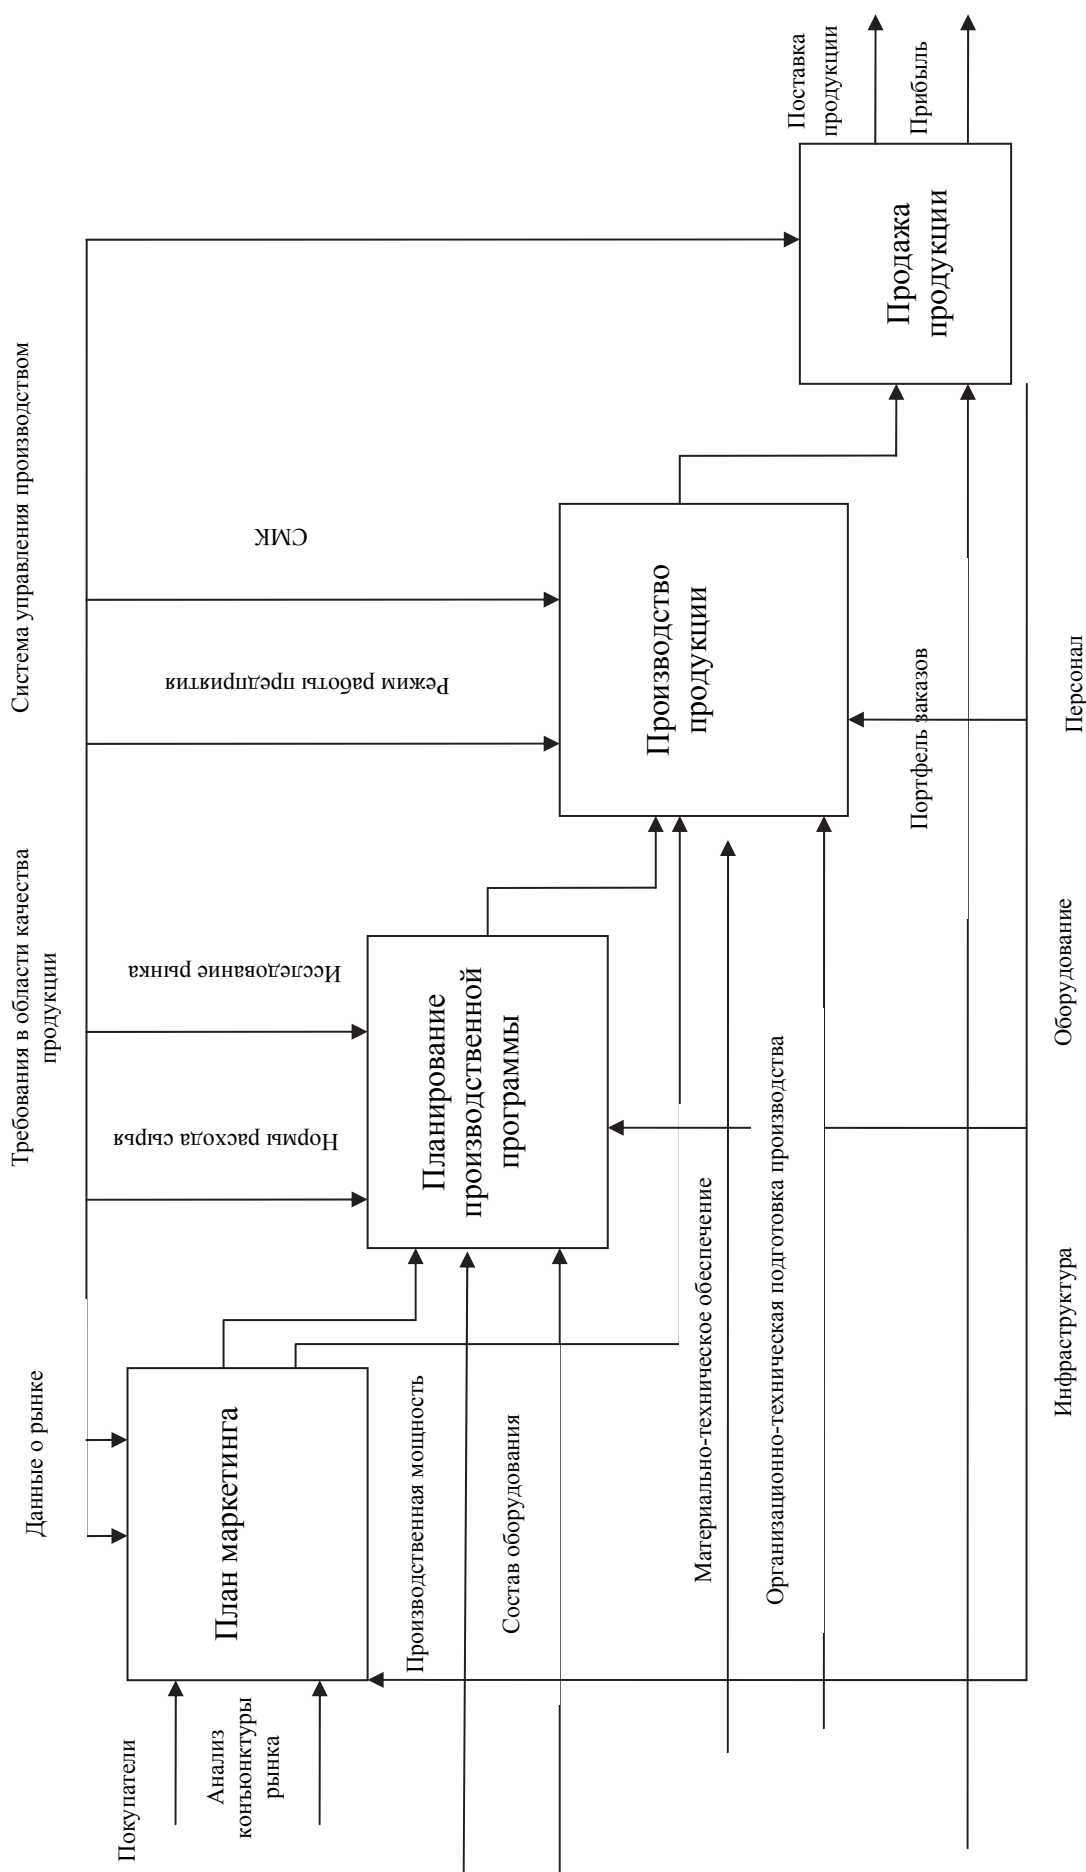 Данные о рынке
Требования в области качества
продукции
Система управления производством
Нормы расхода сырья
Исследование рынка
Режим работы предприятия
СМК
Покупатели
Анализ
конъюнктуры
рынка
План маркетинга
Производственная мощность
Состав оборудования
Планирование
производственной
программы
Материально-техническое обеспечение
Организационно-техническая подготовка производства
Производство
продукции
Портфель заказов
Продажа
продукции
Поставка
продукции
Прибыль
Инфраструктура
Оборудование
Персонал